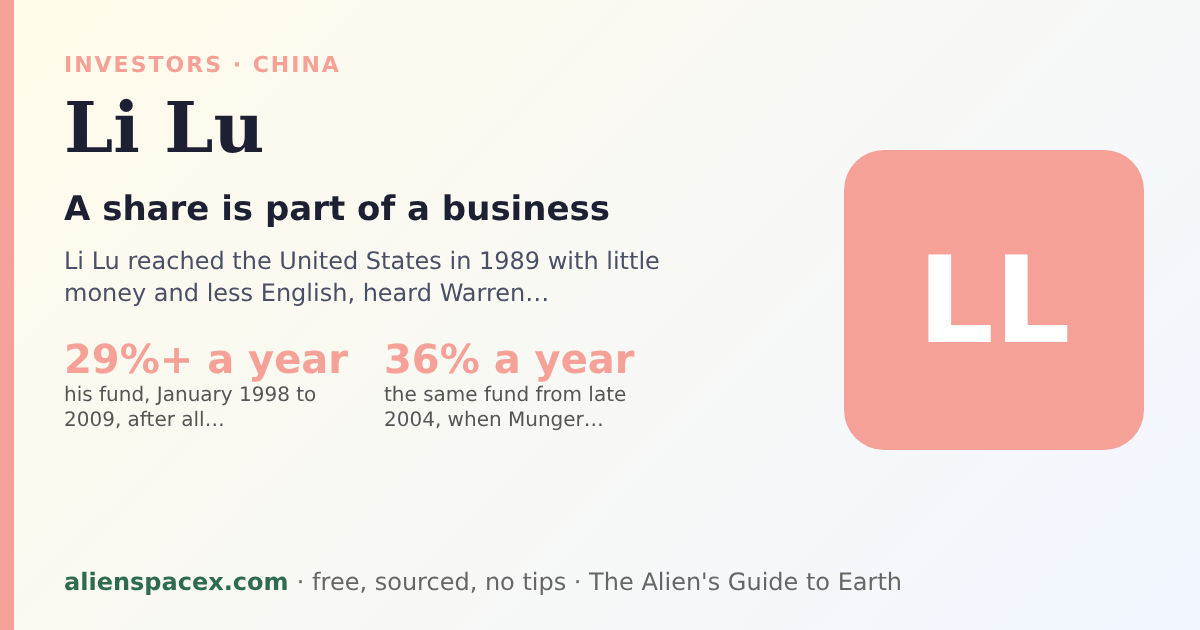 INVESTORS · CHINA
Li Lu
A share is part of a business
Li Lu reached the United States in 1989 with little
money and less English, heard Warren…
29%+ a year
his fund, January 1998 to
2009, after all…
36% a year
the same fund from late
2004, when Munger…
LL
alienspacex.com · free, sourced, no tips · The Alien's Guide to Earth